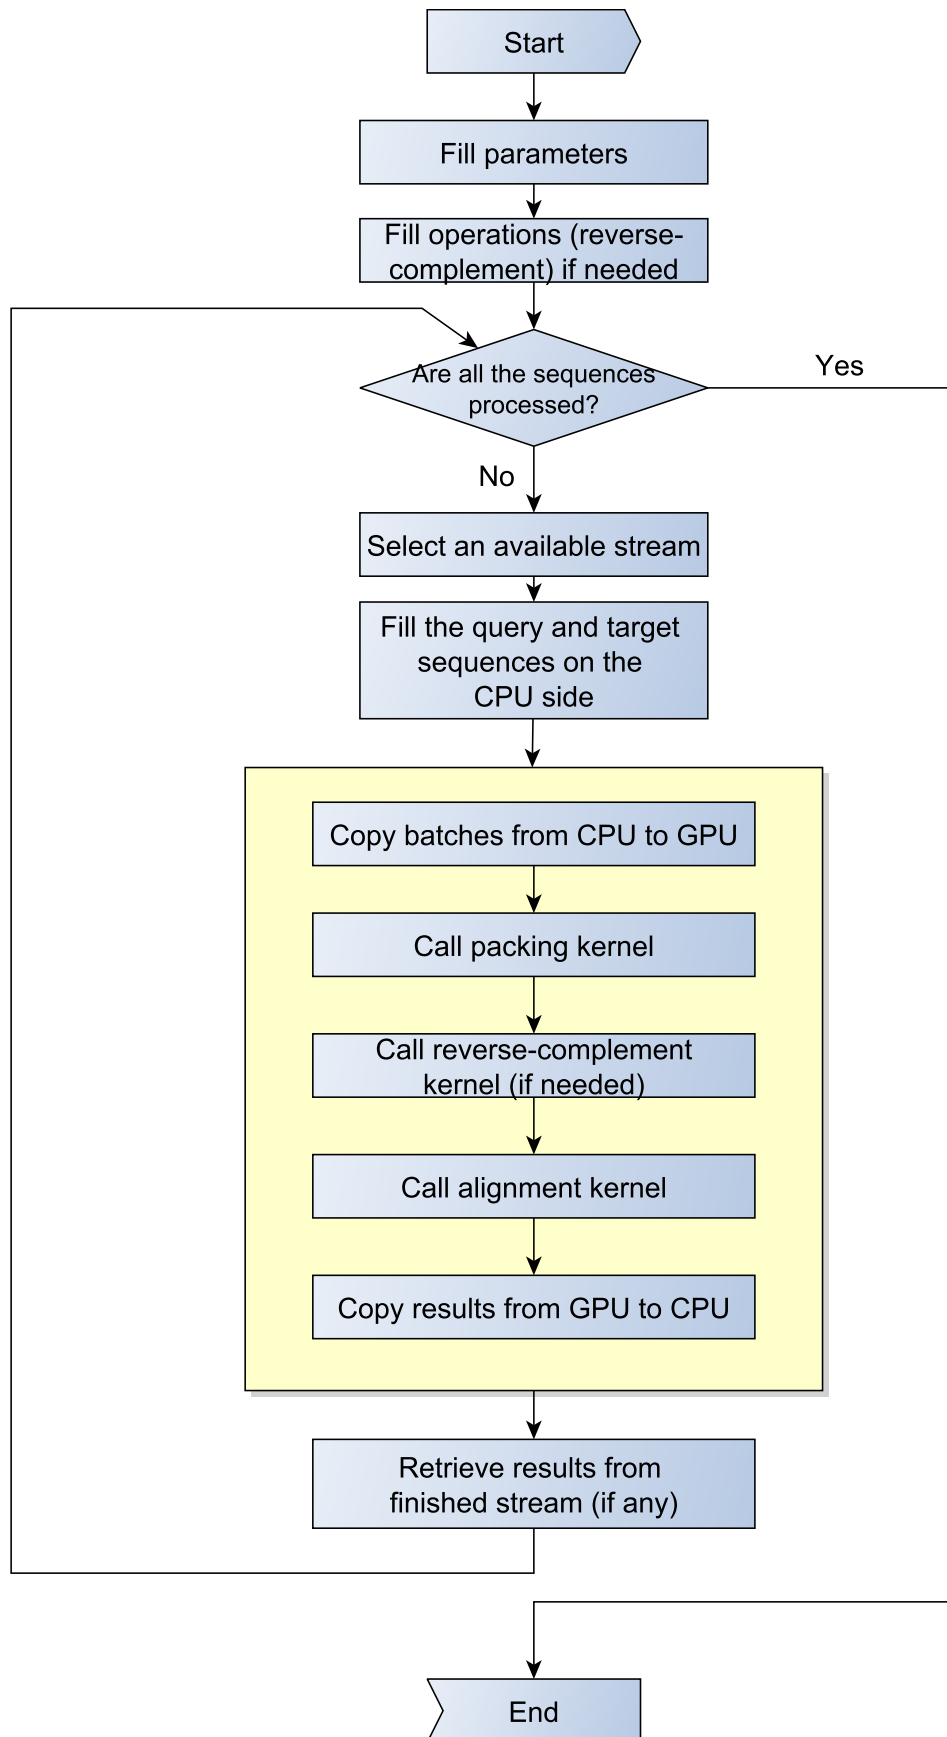 Start
Fill parameters
Fill operations (reverse-
complement) if needed
Are all the sequences
processed?
Yes
No
Select an available stream
Fill the query and target
sequences on the
CPU side
Copy batches from CPU to GPU
Call packing kernel
Call reverse-complement
kernel (if needed)
Call alignment kernel
Copy results from GPU to CPU
Retrieve results from
finished stream (if any)
End